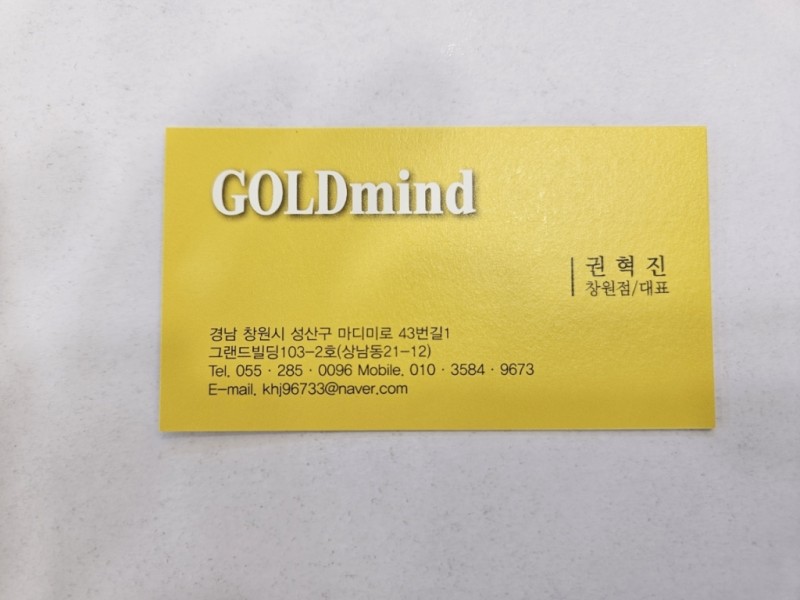 GOLDmind
권 혁 진
창원점/대표
경남 창원시 성산구 마디미로 43번길1
그랜드빌딩103-2호(상남동21-12)
Tel. 055 · 285 · 0096 Mobile. 010 · 3584 · 9673
E-mail. khj96733@naver.com